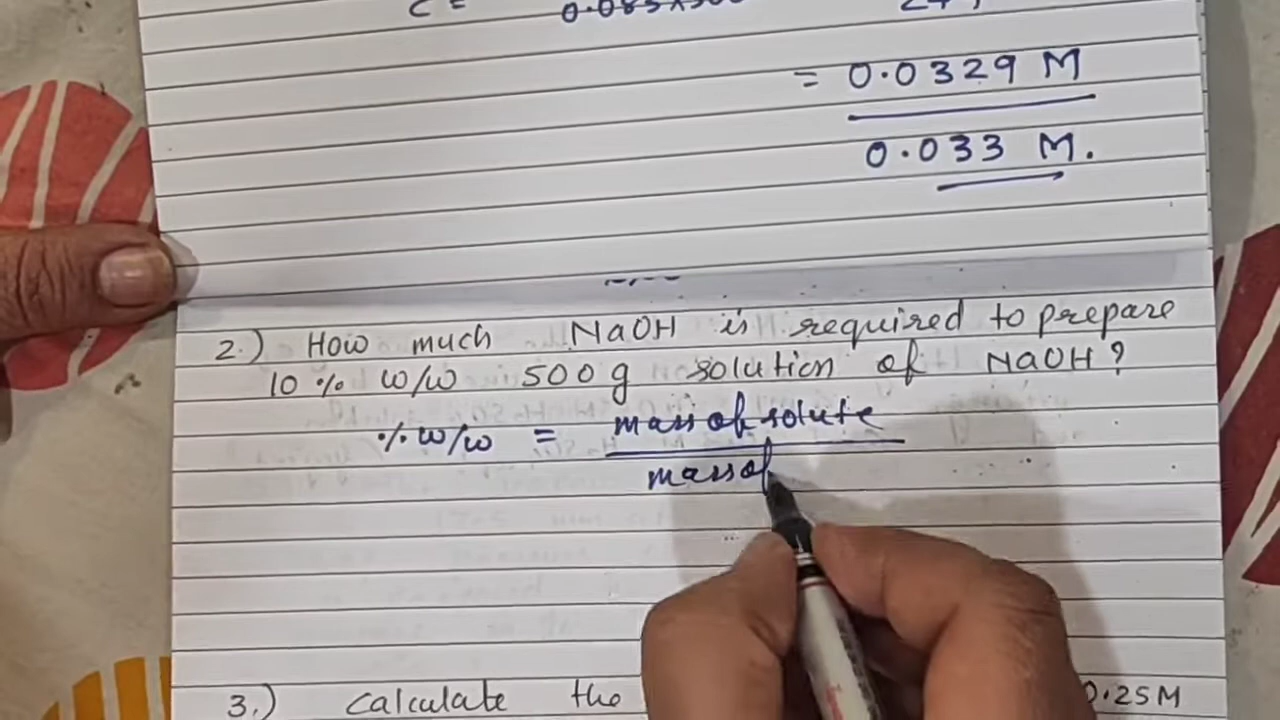 c =
= 0.0329 M
0.033 M.
2.) How much NaOH is required to prepare
10 % w/w 500 g solution of NaOH?
% w/w = mass of solute
mass of
3.) Calculate the 0.25M